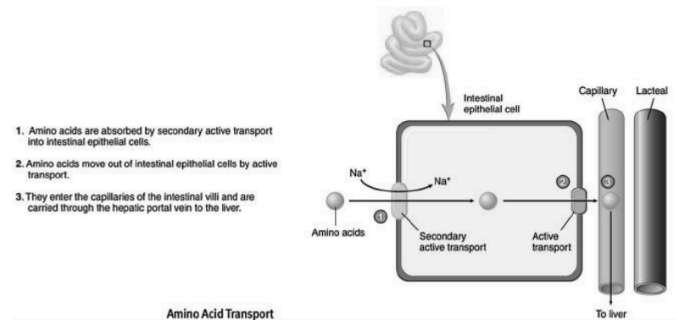 1. Amino acids are absorbed by secondary active transport
into intestinal epithelial cells.
2. Amino acids move out of intestinal epithelial cells by active
transport.
3. They enter the capillaries of the intestinal villi and are
carried through the hepatic portal vein to the liver.
Amino Acid Transport
Intestinal
epithelial cell
Capillary
Lacteal
Na+
Na+
2
3
Amino acids
1
Secondary
active transport
Active
transport
To liver